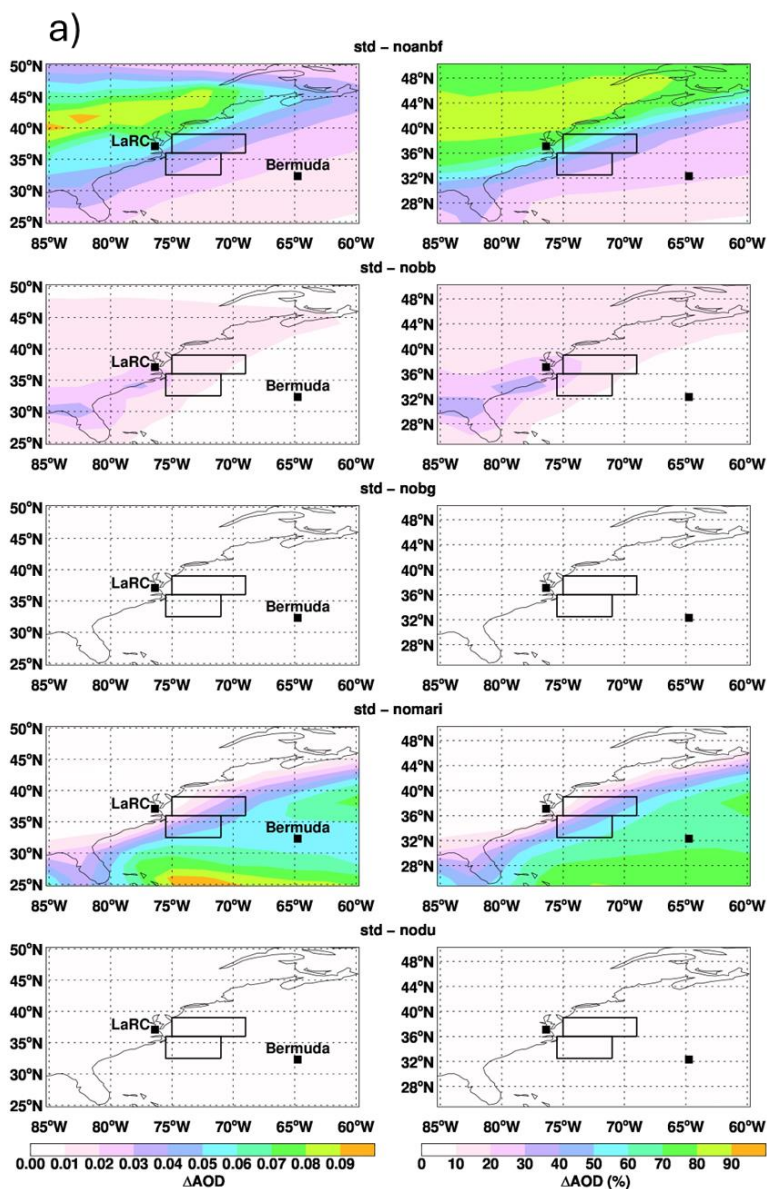 a)
std – noanbf
50°N 48°N
45°N 44°N
40°N 40°N
LaRC
35°N 36°N
Bermuda
30°N 32°N
25°N 28°N
85°W 80°W 75°W 70°W 65°W 60°W 85°W 80°W 75°W 70°W 65°W 60°W
std – nobb
50°N 48°N
45°N 44°N
40°N 40°N
LaRC
35°N 36°N
Bermuda
30°N 32°N
25°N 28°N
85°W 80°W 75°W 70°W 65°W 60°W 85°W 80°W 75°W 70°W 65°W 60°W
std – nobg
50°N 48°N
45°N 44°N
40°N 40°N
LaRC
35°N 36°N
Bermuda
30°N 32°N
25°N 28°N
85°W 80°W 75°W 70°W 65°W 60°W 85°W 80°W 75°W 70°W 65°W 60°W
std – nomari
50°N 48°N
45°N 44°N
40°N 40°N
LaRC
35°N 36°N
Bermuda
30°N 32°N
25°N 28°N
85°W 80°W 75°W 70°W 65°W 60°W 85°W 80°W 75°W 70°W 65°W 60°W
std – nodu
50°N 48°N
45°N 44°N
40°N 40°N
LaRC
35°N 36°N
Bermuda
30°N 32°N
25°N 28°N
85°W 80°W 75°W 70°W 65°W 60°W 85°W 80°W 75°W 70°W 65°W 60°W
0.00 0.01 0.02 0.03 0.04 0.05 0.06 0.07 0.08 0.09 0 10 20 30 40 50 60 70 80 90
ΔAOD ΔAOD (%)